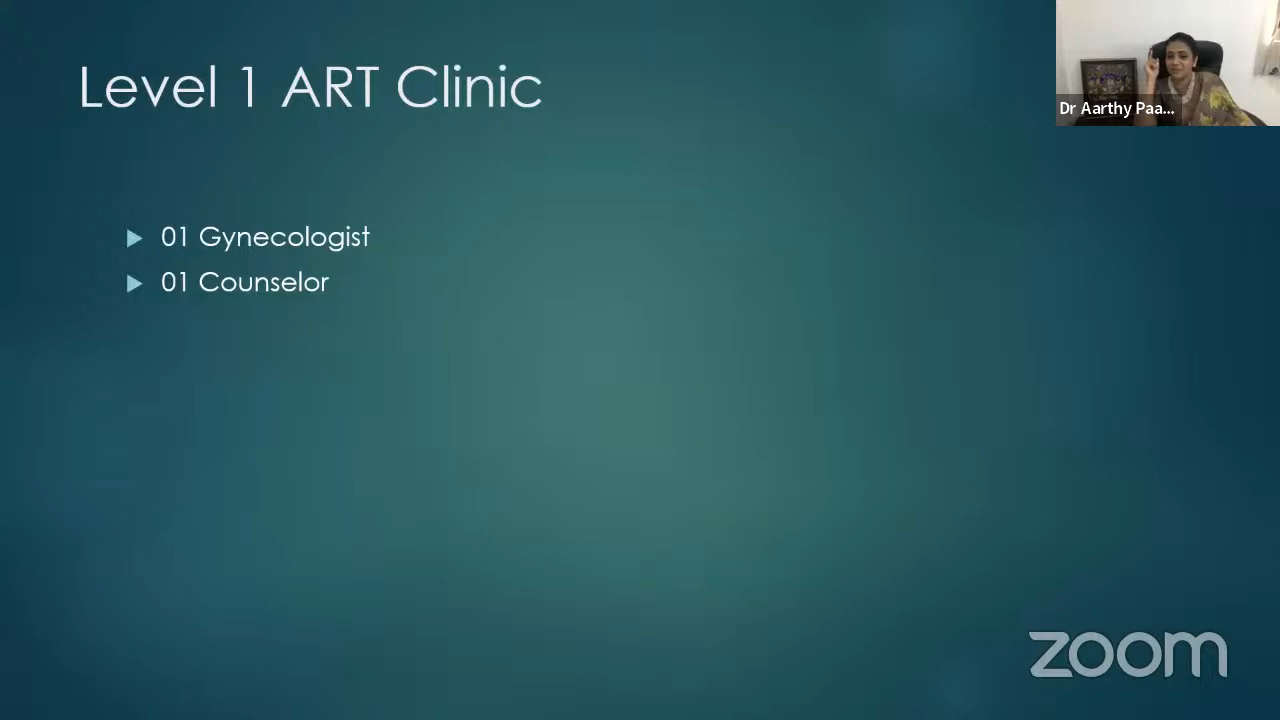 Level 1 ART Clinic
Dr Aarthy Paa...
01 Gynecologist
01 Counselor
zoom